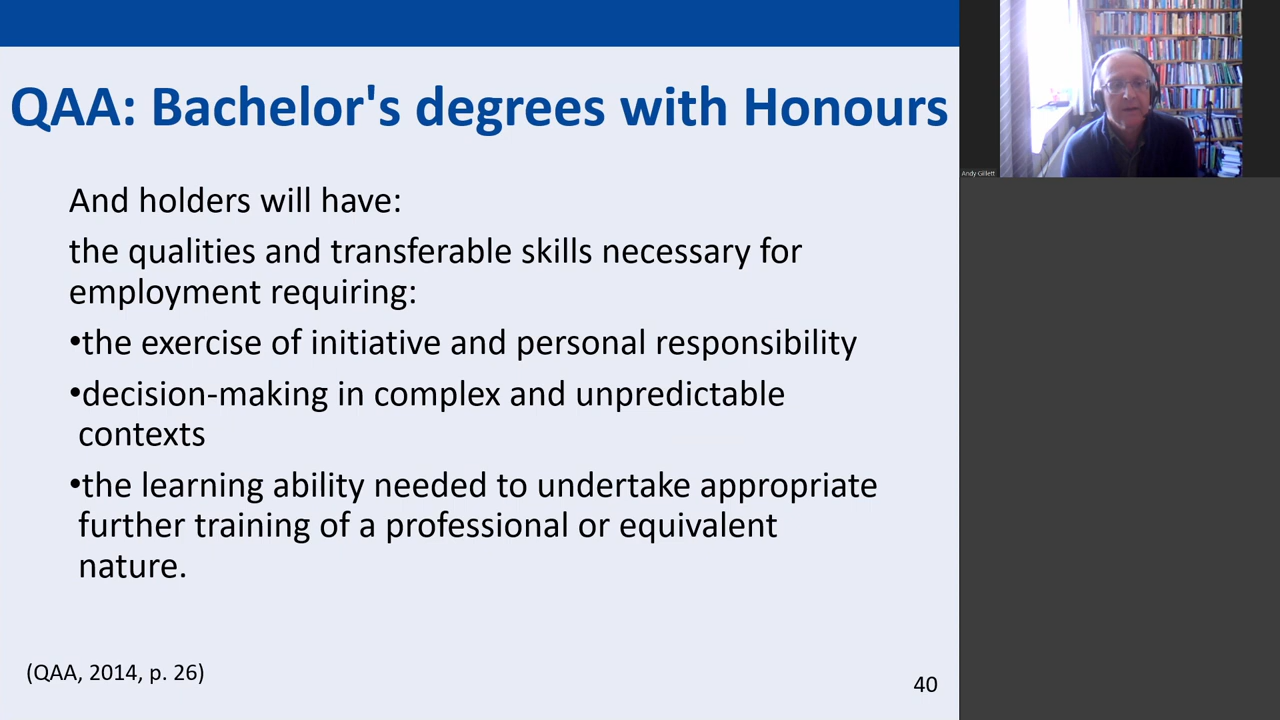 QAA: Bachelor's degrees with Honours
And holders will have:
the qualities and transferable skills necessary for
employment requiring:
•the exercise of initiative and personal responsibility
•decision-making in complex and unpredictable
contexts
•the learning ability needed to undertake appropriate
further training of a professional or equivalent
nature.
(QAA, 2014, p. 26)
40
Andy Gillett